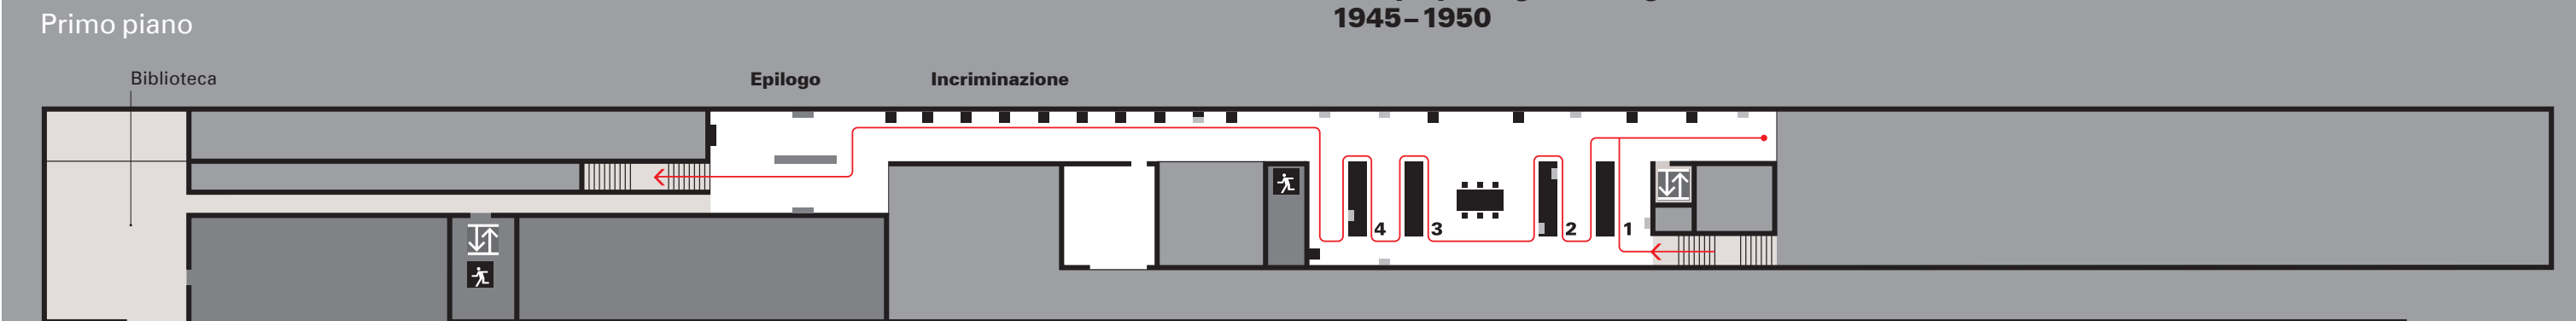 Primo piano
1945–1950
Biblioteca
Epilogo
Incriminazione
4
3
2
1